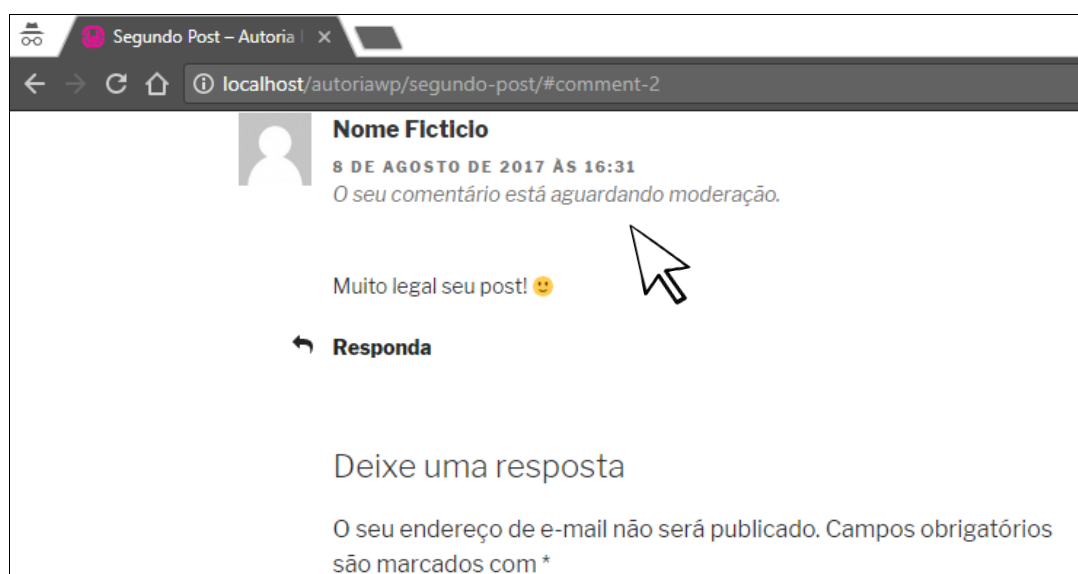 Segundo Post – Autoria
localhost/autoriawp/segundo-post/#comment-2
Nome Ficticio
8 DE AGOSTO DE 2017 ÀS 16:31
O seu comentário está aguardando moderação.
Muito legal seu post! 🙂
Responda
Deixe uma resposta
O seu endereço de e-mail não será publicado. Campos obrigatórios
são marcados com *